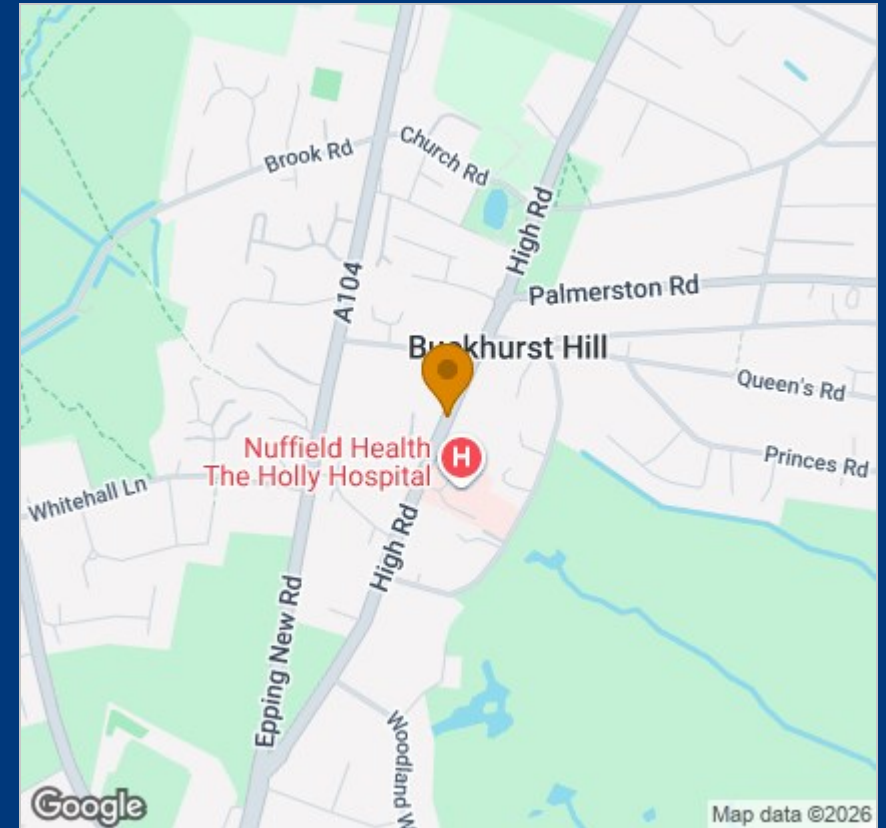 Brook Rd
Church Rd
High Rd
A104
Palmerston Rd
Buckhurst Hill
Queen's Rd
Nuffield Health
The Holly Hospital
H
Princes Rd
Whitehall Ln
High Rd
Epping New Rd
Woodland W
Google
Map data ©2026